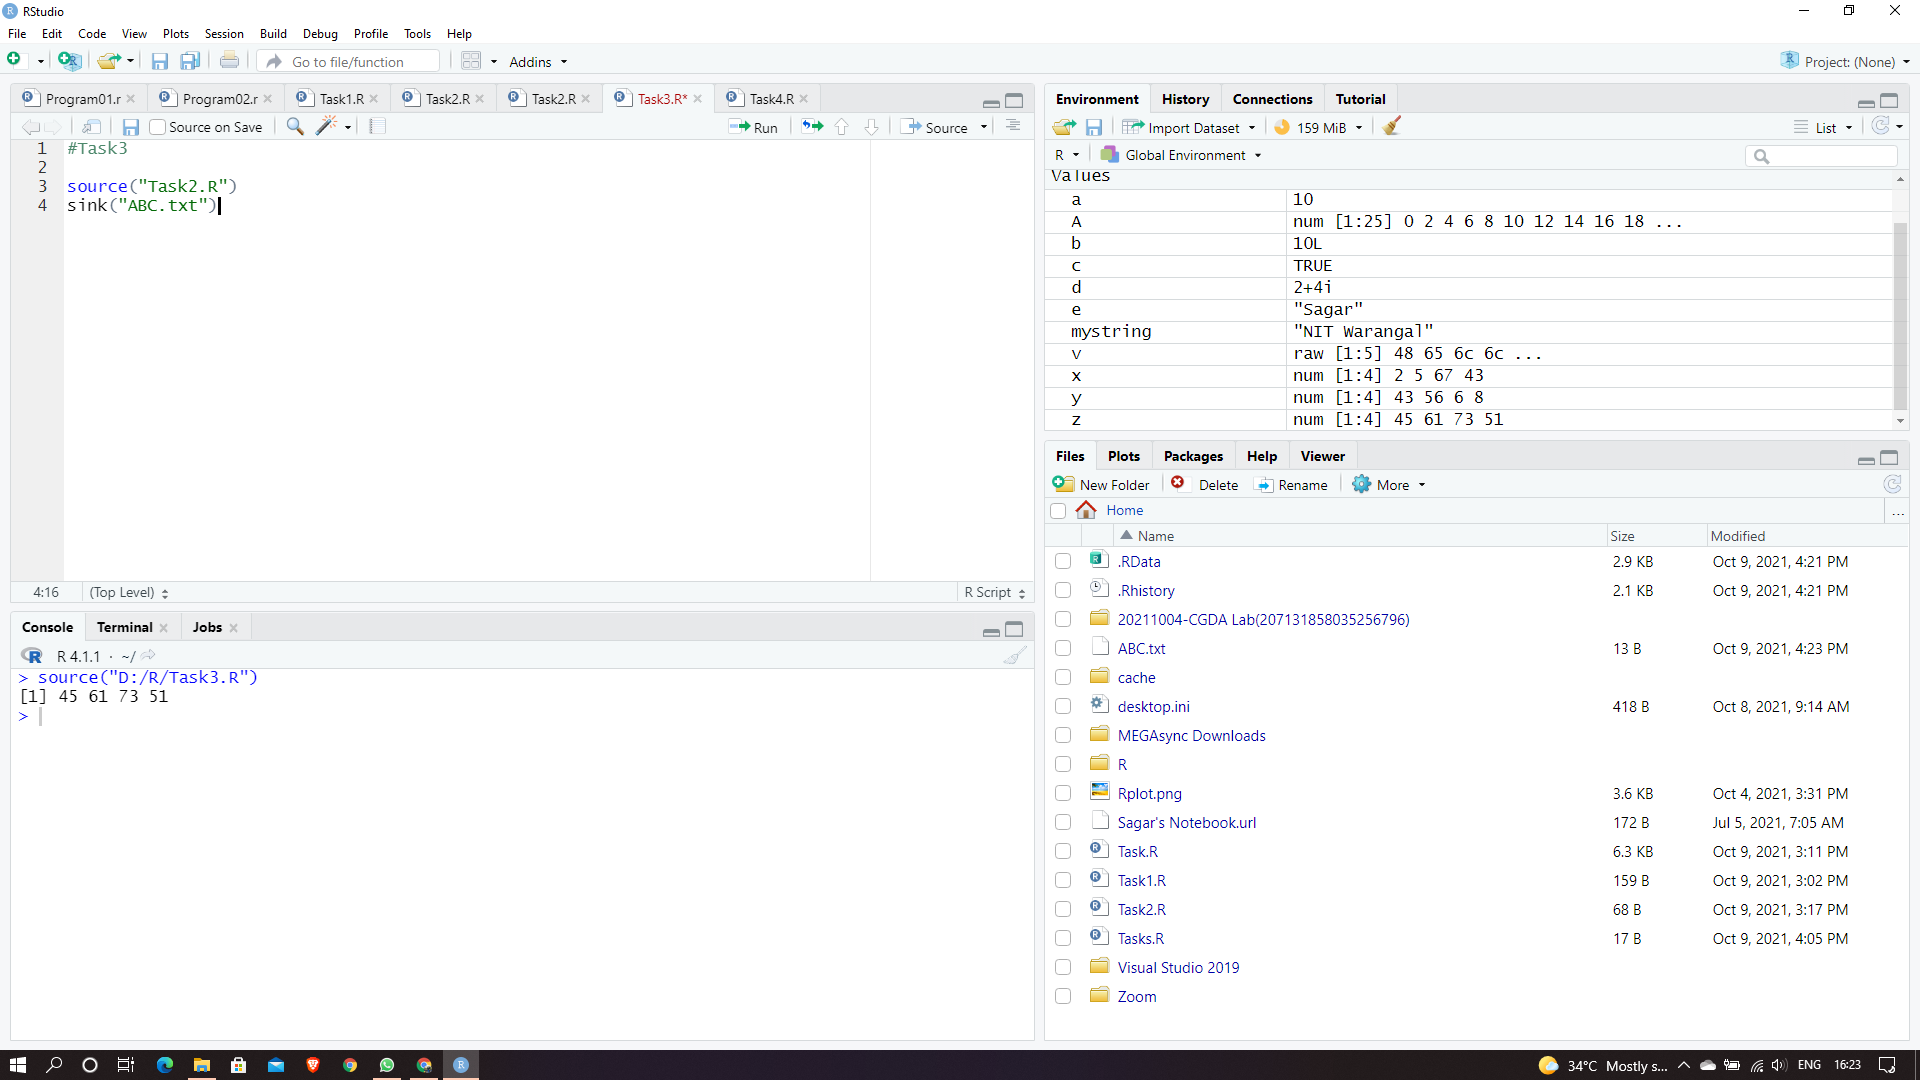 RStudio
File Edit Code View Plots Session Build Debug Profile Tools Help
Go to file/function Addins Project: (None)
Program01.r Program02.r Task1.R Task2.R Task2.R Task3.R* Task4.R
Source on Save Run Source
1 #Task3
2
3 source("Task2.R")
4 sink("ABC.txt")
4:16 (Top Level) R Script
Console Terminal Jobs
R 4.1.1 · ~/
> source("D:/R/Task3.R")
[1] 45 61 73 51
>
Environment History Connections Tutorial
Import Dataset 159 MiB List
R Global Environment
Values
a 10
A num [1:25] 0 2 4 6 8 10 12 14 16 18 ...
b 10L
c TRUE
d 2+4i
e "Sagar"
mystring "NIT Warangal"
v raw [1:5] 48 65 6c 6c ...
x num [1:4] 2 5 67 43
y num [1:4] 43 56 6 8
z num [1:4] 45 61 73 51
Files Plots Packages Help Viewer
New Folder Delete Rename More
Home ...
Name Size Modified
.RData 2.9 KB Oct 9, 2021, 4:21 PM
.Rhistory 2.1 KB Oct 9, 2021, 4:21 PM
20211004-CGDA Lab(207131858035256796)
ABC.txt 13 B Oct 9, 2021, 4:23 PM
cache
desktop.ini 418 B Oct 8, 2021, 9:14 AM
MEGAsync Downloads
R
Rplot.png 3.6 KB Oct 4, 2021, 3:31 PM
Sagar's Notebook.url 172 B Jul 5, 2021, 7:05 AM
Task.R 6.3 KB Oct 9, 2021, 3:11 PM
Task1.R 159 B Oct 9, 2021, 3:02 PM
Task2.R 68 B Oct 9, 2021, 3:17 PM
Tasks.R 17 B Oct 9, 2021, 4:05 PM
Visual Studio 2019
Zoom
34°C Mostly s... ENG 16:23